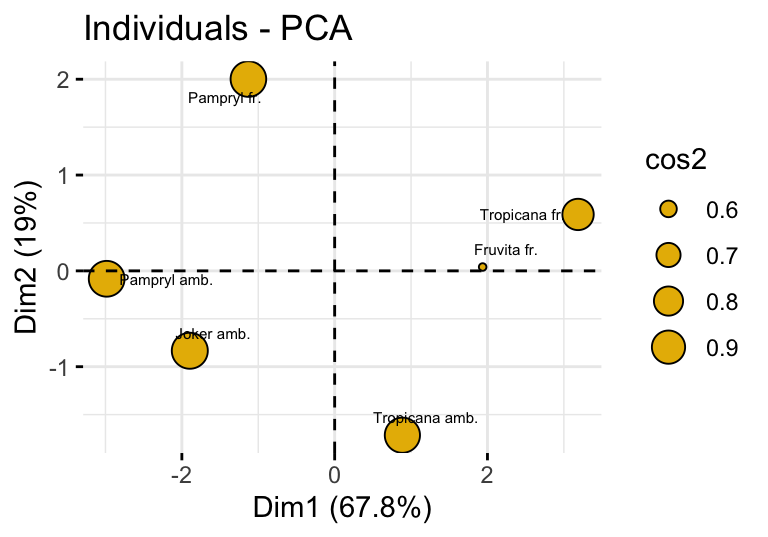 Individuals - PCA
2
1
0
-1
Dim2 (19%)
Pampryl fr.
Tropicana fr.
Fruvita fr.
Pampryl amb.
Joker amb.
Tropicana amb.
-2
0
2
Dim1 (67.8%)
cos2
0.6
0.7
0.8
0.9